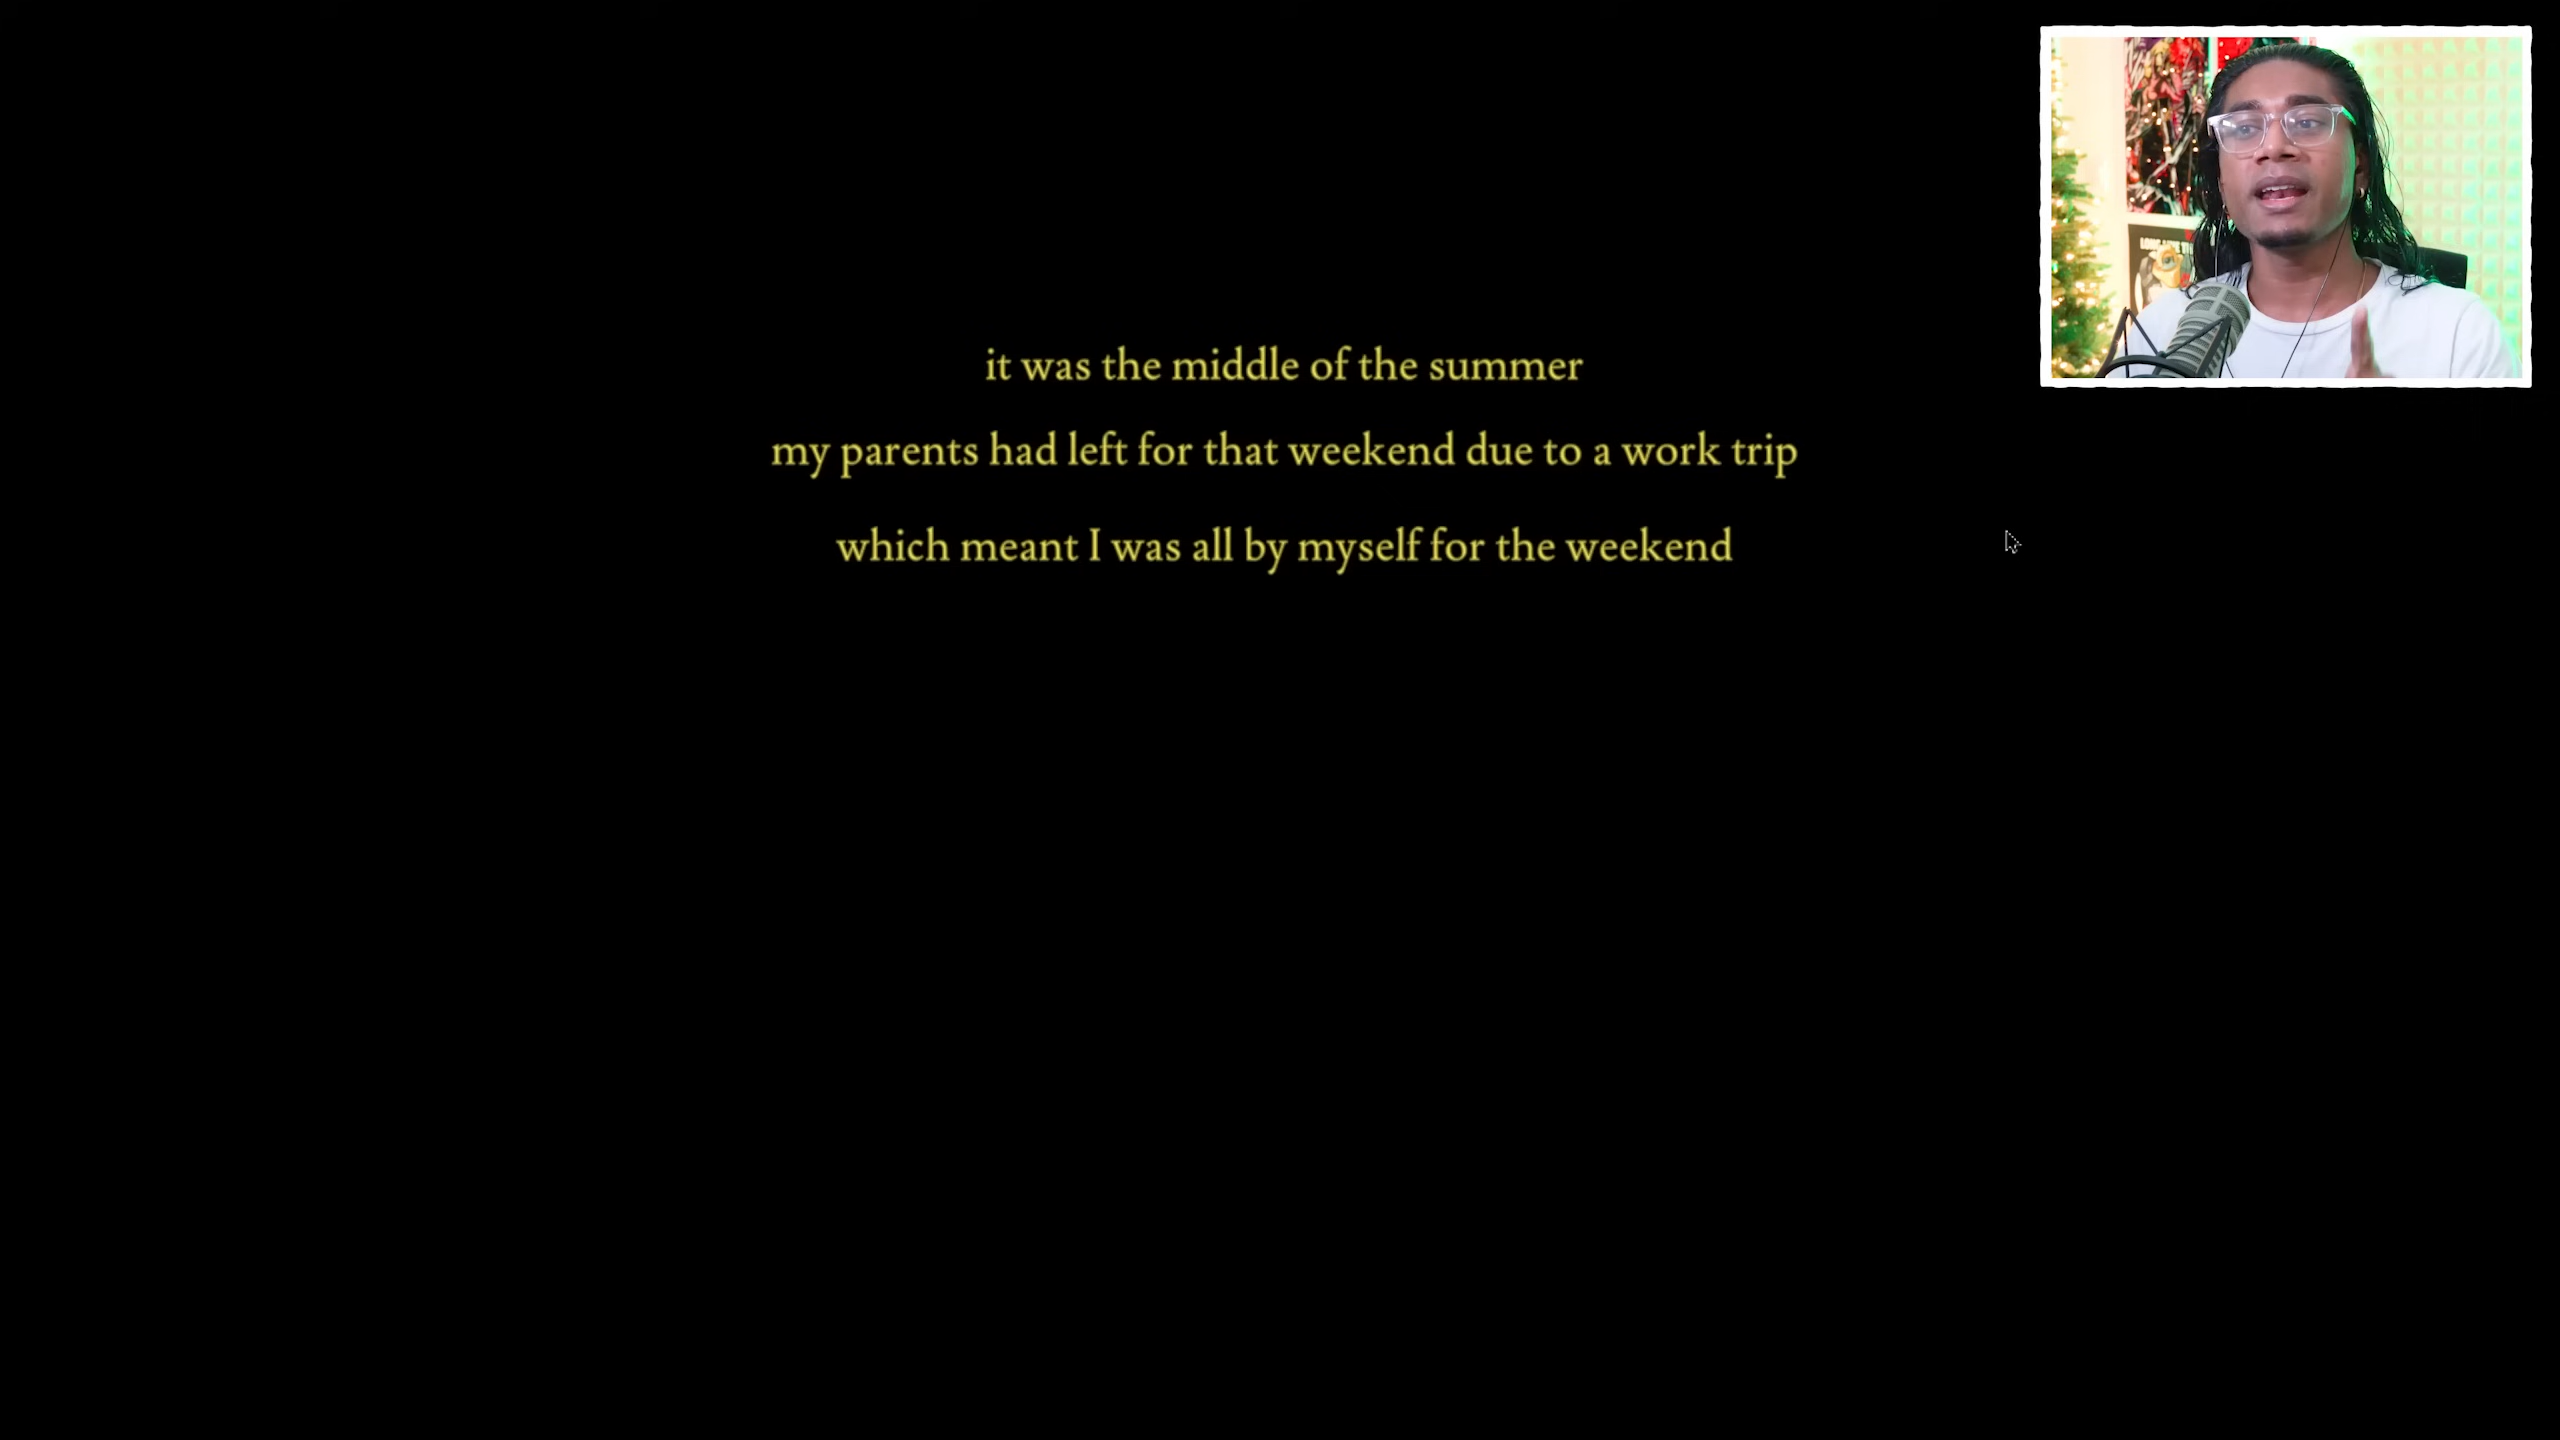 it was the middle of the summer
my parents had left for that weekend due to a work trip
which meant I was all by myself for the weekend